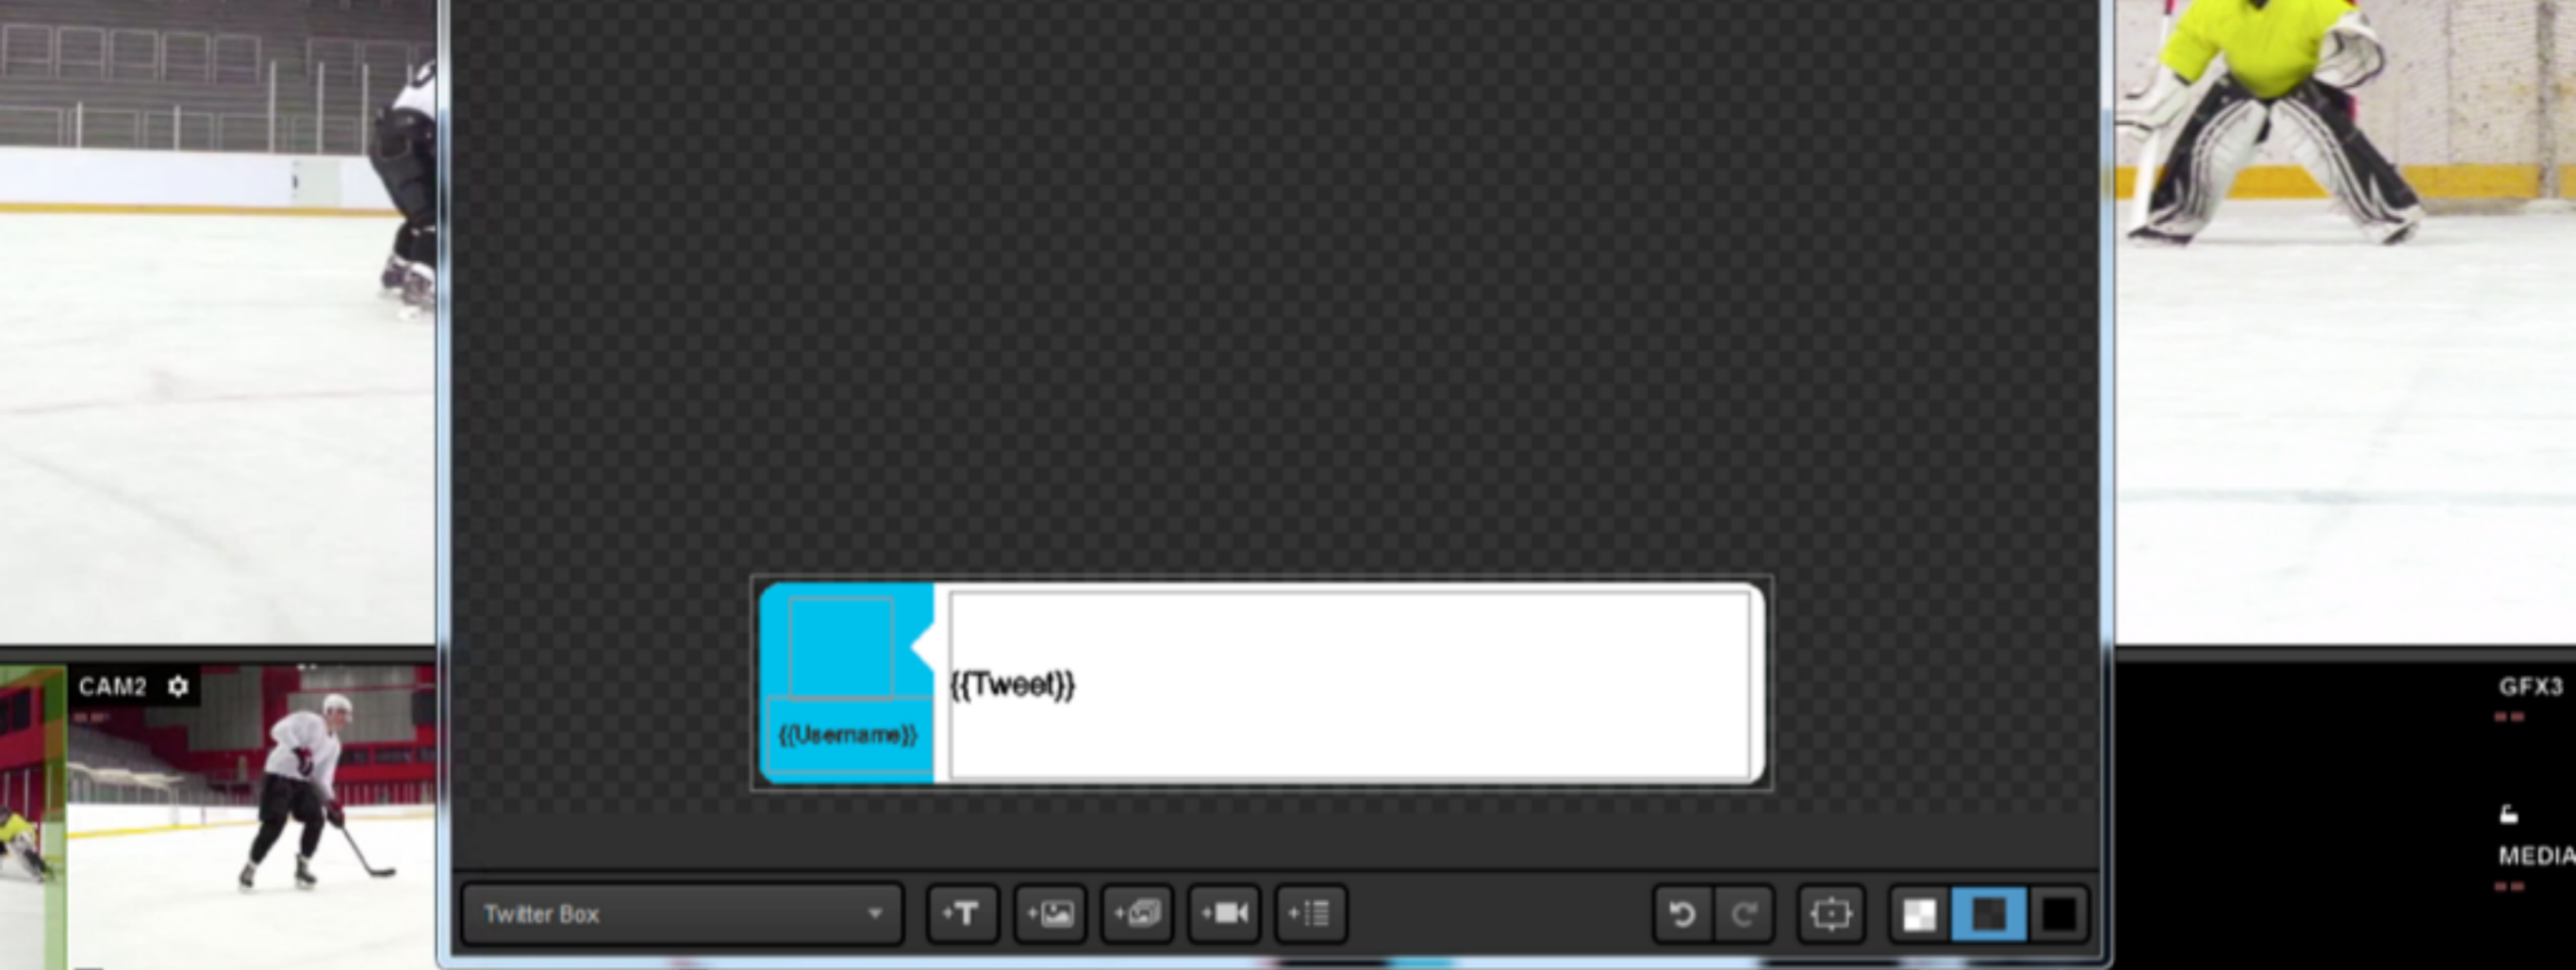 {{Tweet}}
{{Username}}
CAM2
GFX3
MEDIA
Twitter Box
+T